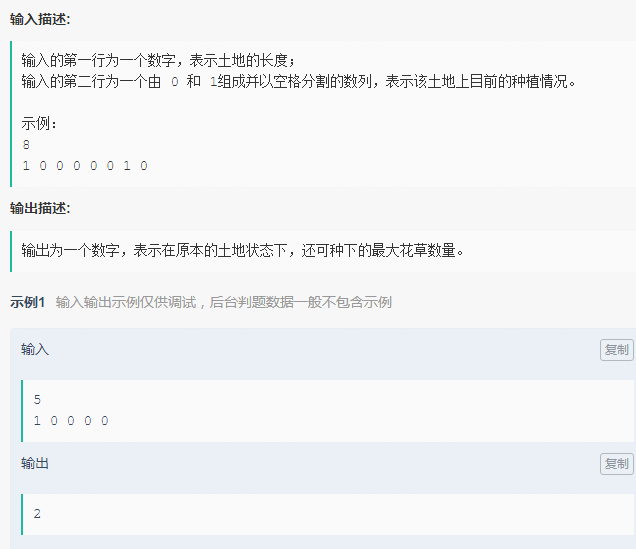 输入描述:
输入的第一行为一个数字，表示土地的长度；
输入的第二行为一个由 0 和 1组成并以空格分割的数列，表示该土地上目前的种植情况。
示例：
8
1 0 0 0 0 0 1 0
输出描述:
输出为一个数字，表示在原本的土地状态下，还可种下的最大花草数量。
示例1 输入输出示例仅供调试，后台判题数据一般不包含示例
输入 复制
5
1 0 0 0 0
输出 复制
2